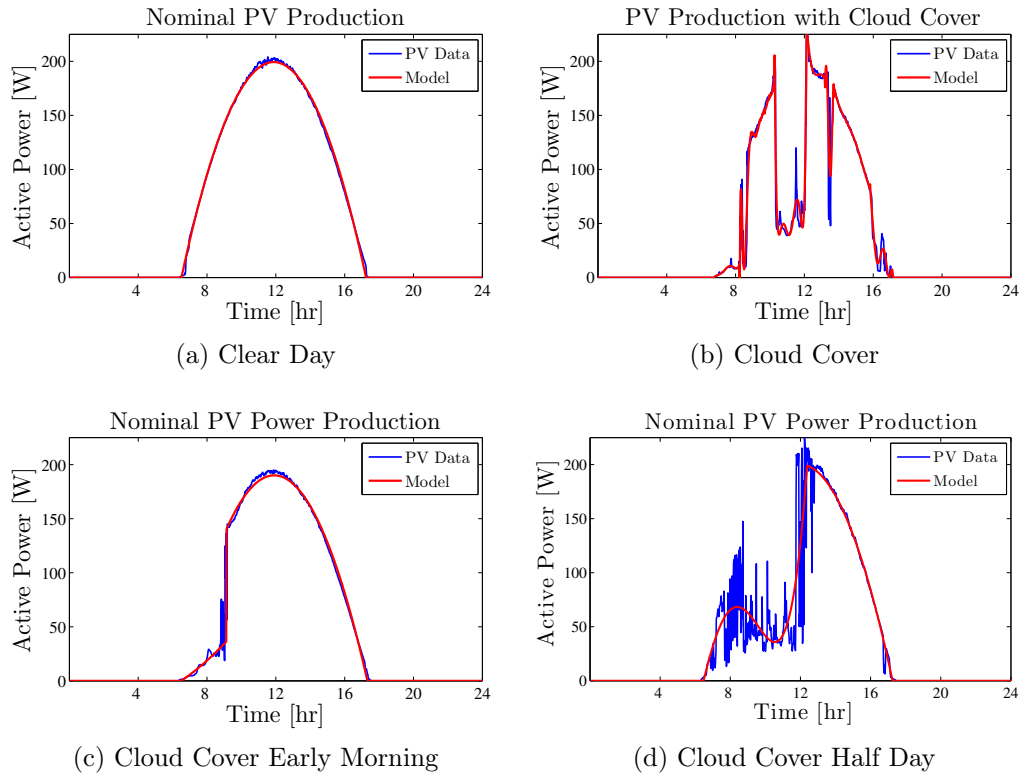 Nominal PV Production
PV Data
Model
Active Power [W]
200
150
100
50
0
4 8 12 16 20 24
Time [hr]
(a) Clear Day
PV Production with Cloud Cover
PV Data
Model
Active Power [W]
200
150
100
50
0
4 8 12 16 20 24
Time [hr]
(b) Cloud Cover
Nominal PV Power Production
PV Data
Model
Active Power [W]
200
150
100
50
0
4 8 12 16 20 24
Time [hr]
(c) Cloud Cover Early Morning
Nominal PV Power Production
PV Data
Model
Active Power [W]
200
150
100
50
0
4 8 12 16 20 24
Time [hr]
(d) Cloud Cover Half Day